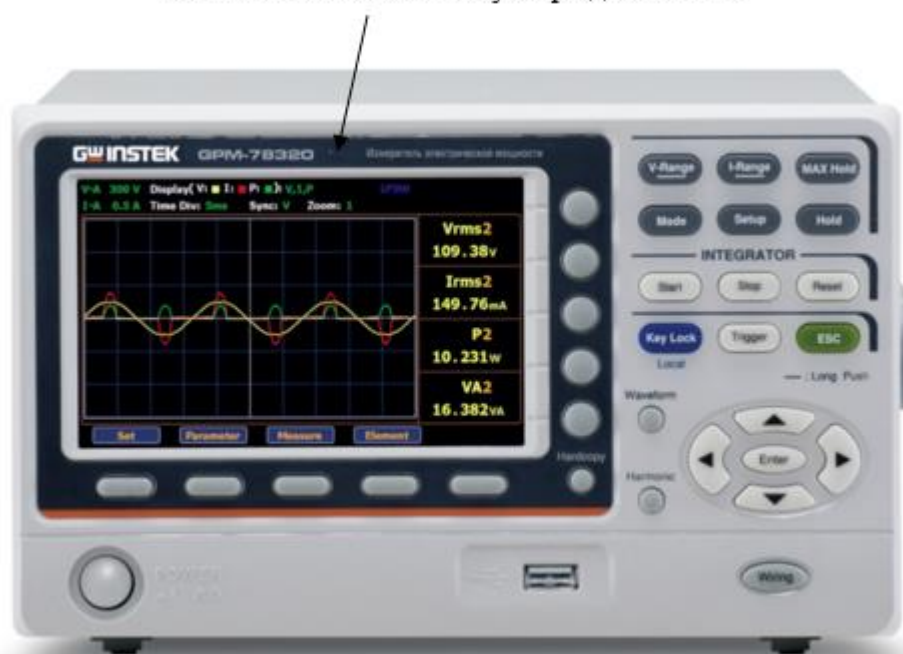 GW INSTEK GPM-78320 Измеритель электрической мощности
V-A 300 V Display( V: I: P: ): V,I,P
I-A 0.5 A Time Div: 5ms Sync: V Zoom: 1
Vrms2
109.38V
Irms2
149.76mA
P2
10.231W
VA2
16.382VA
Set Parameter Measure Element
Hardcopy
V-Range I-Range MAX Hold
Mode Setup Hold
INTEGRATOR
Start Stop Reset
Key Lock Trigger ESC
Local
: Long Push
Waveform
Harmonic
Enter
POWER
Wiring